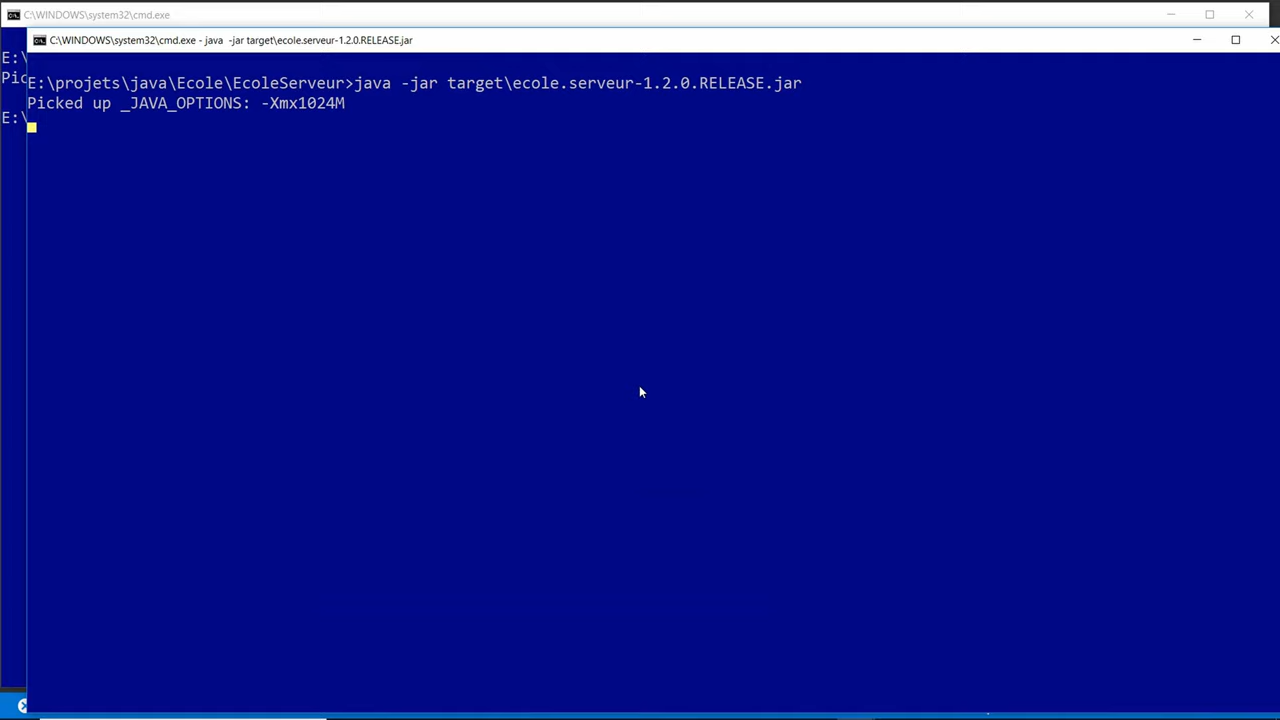 C:\WINDOWS\system32\cmd.exe
C:\WINDOWS\system32\cmd.exe - java  -jar target\ecole.serveur-1.2.0.RELEASE.jar
E:\
Pic
E:\projets\java\Ecole\EcoleServeur>java -jar target\ecole.serveur-1.2.0.RELEASE.jar
Picked up _JAVA_OPTIONS: -Xmx1024M
E:\